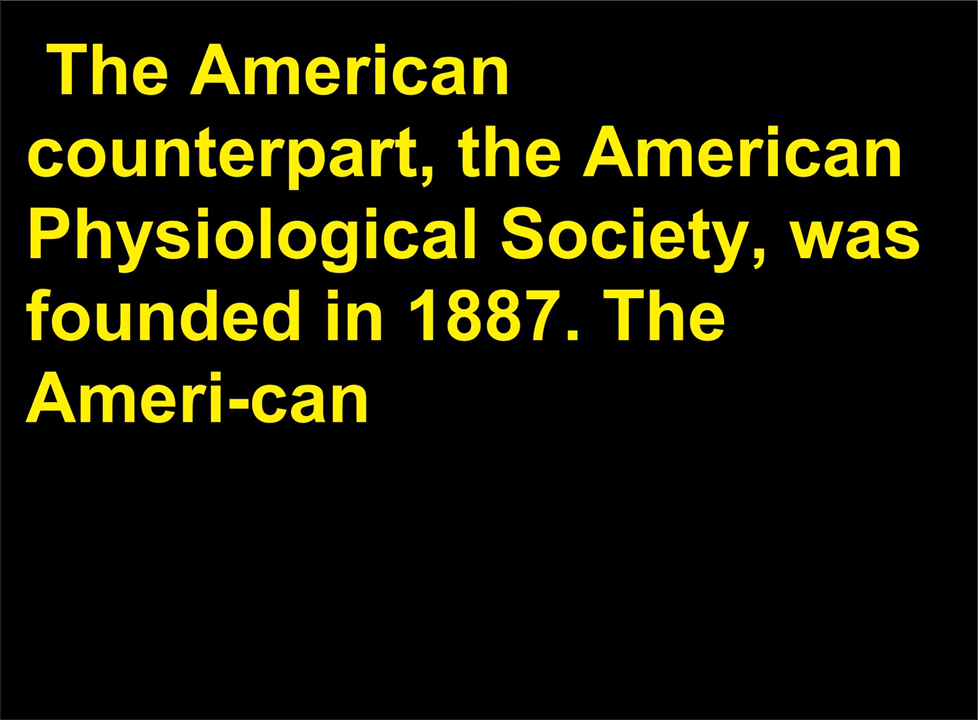 The American
counterpart, the American
Physiological Society, was
founded in 1887. The
Ameri-can